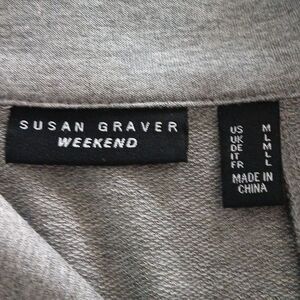 SUSAN GRAVER
WEEKEND
US M
UK L
DE M
IT L
FR L
MADE IN
CHINA